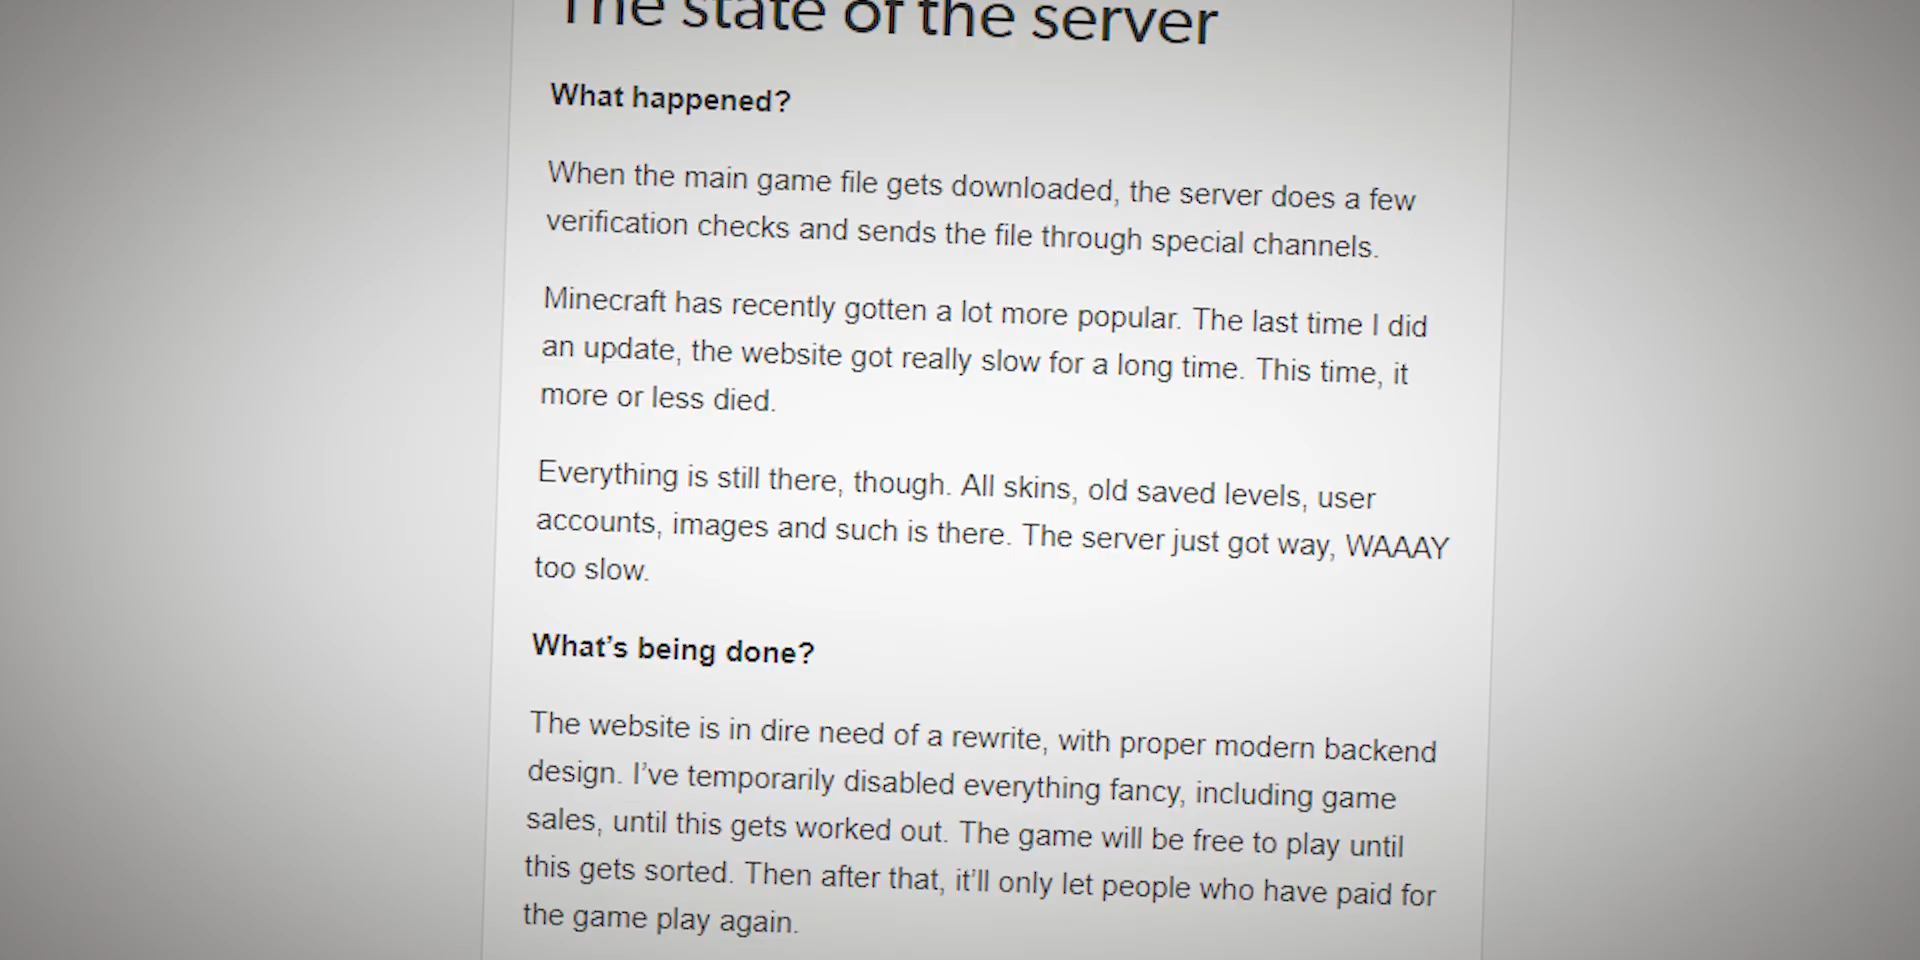 The state of the server
What happened?
When the main game file gets downloaded, the server does a few
verification checks and sends the file through special channels.
Minecraft has recently gotten a lot more popular. The last time I did
an update, the website got really slow for a long time. This time, it
more or less died.
Everything is still there, though. All skins, old saved levels, user
accounts, images and such is there. The server just got way, WAAAY
too slow.
What’s being done?
The website is in dire need of a rewrite, with proper modern backend
design. I’ve temporarily disabled everything fancy, including game
sales, until this gets worked out. The game will be free to play until
this gets sorted. Then after that, it’ll only let people who have paid for
the game play again.